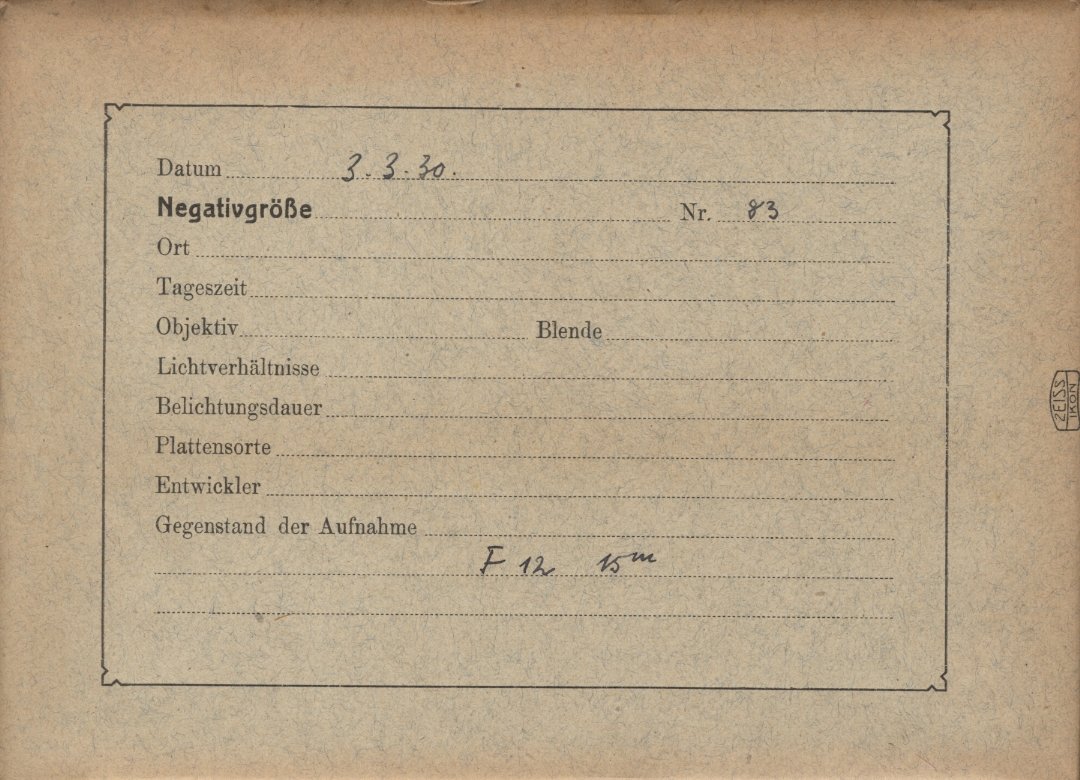 Datum 3.3.30.
Negativgröße Nr. 83
Ort
Tageszeit
Objektiv Blende
Lichtverhältnisse
Belichtungsdauer
Plattensorte
Entwickler
Gegenstand der Aufnahme
F 12 15m
ZEISS
IKON